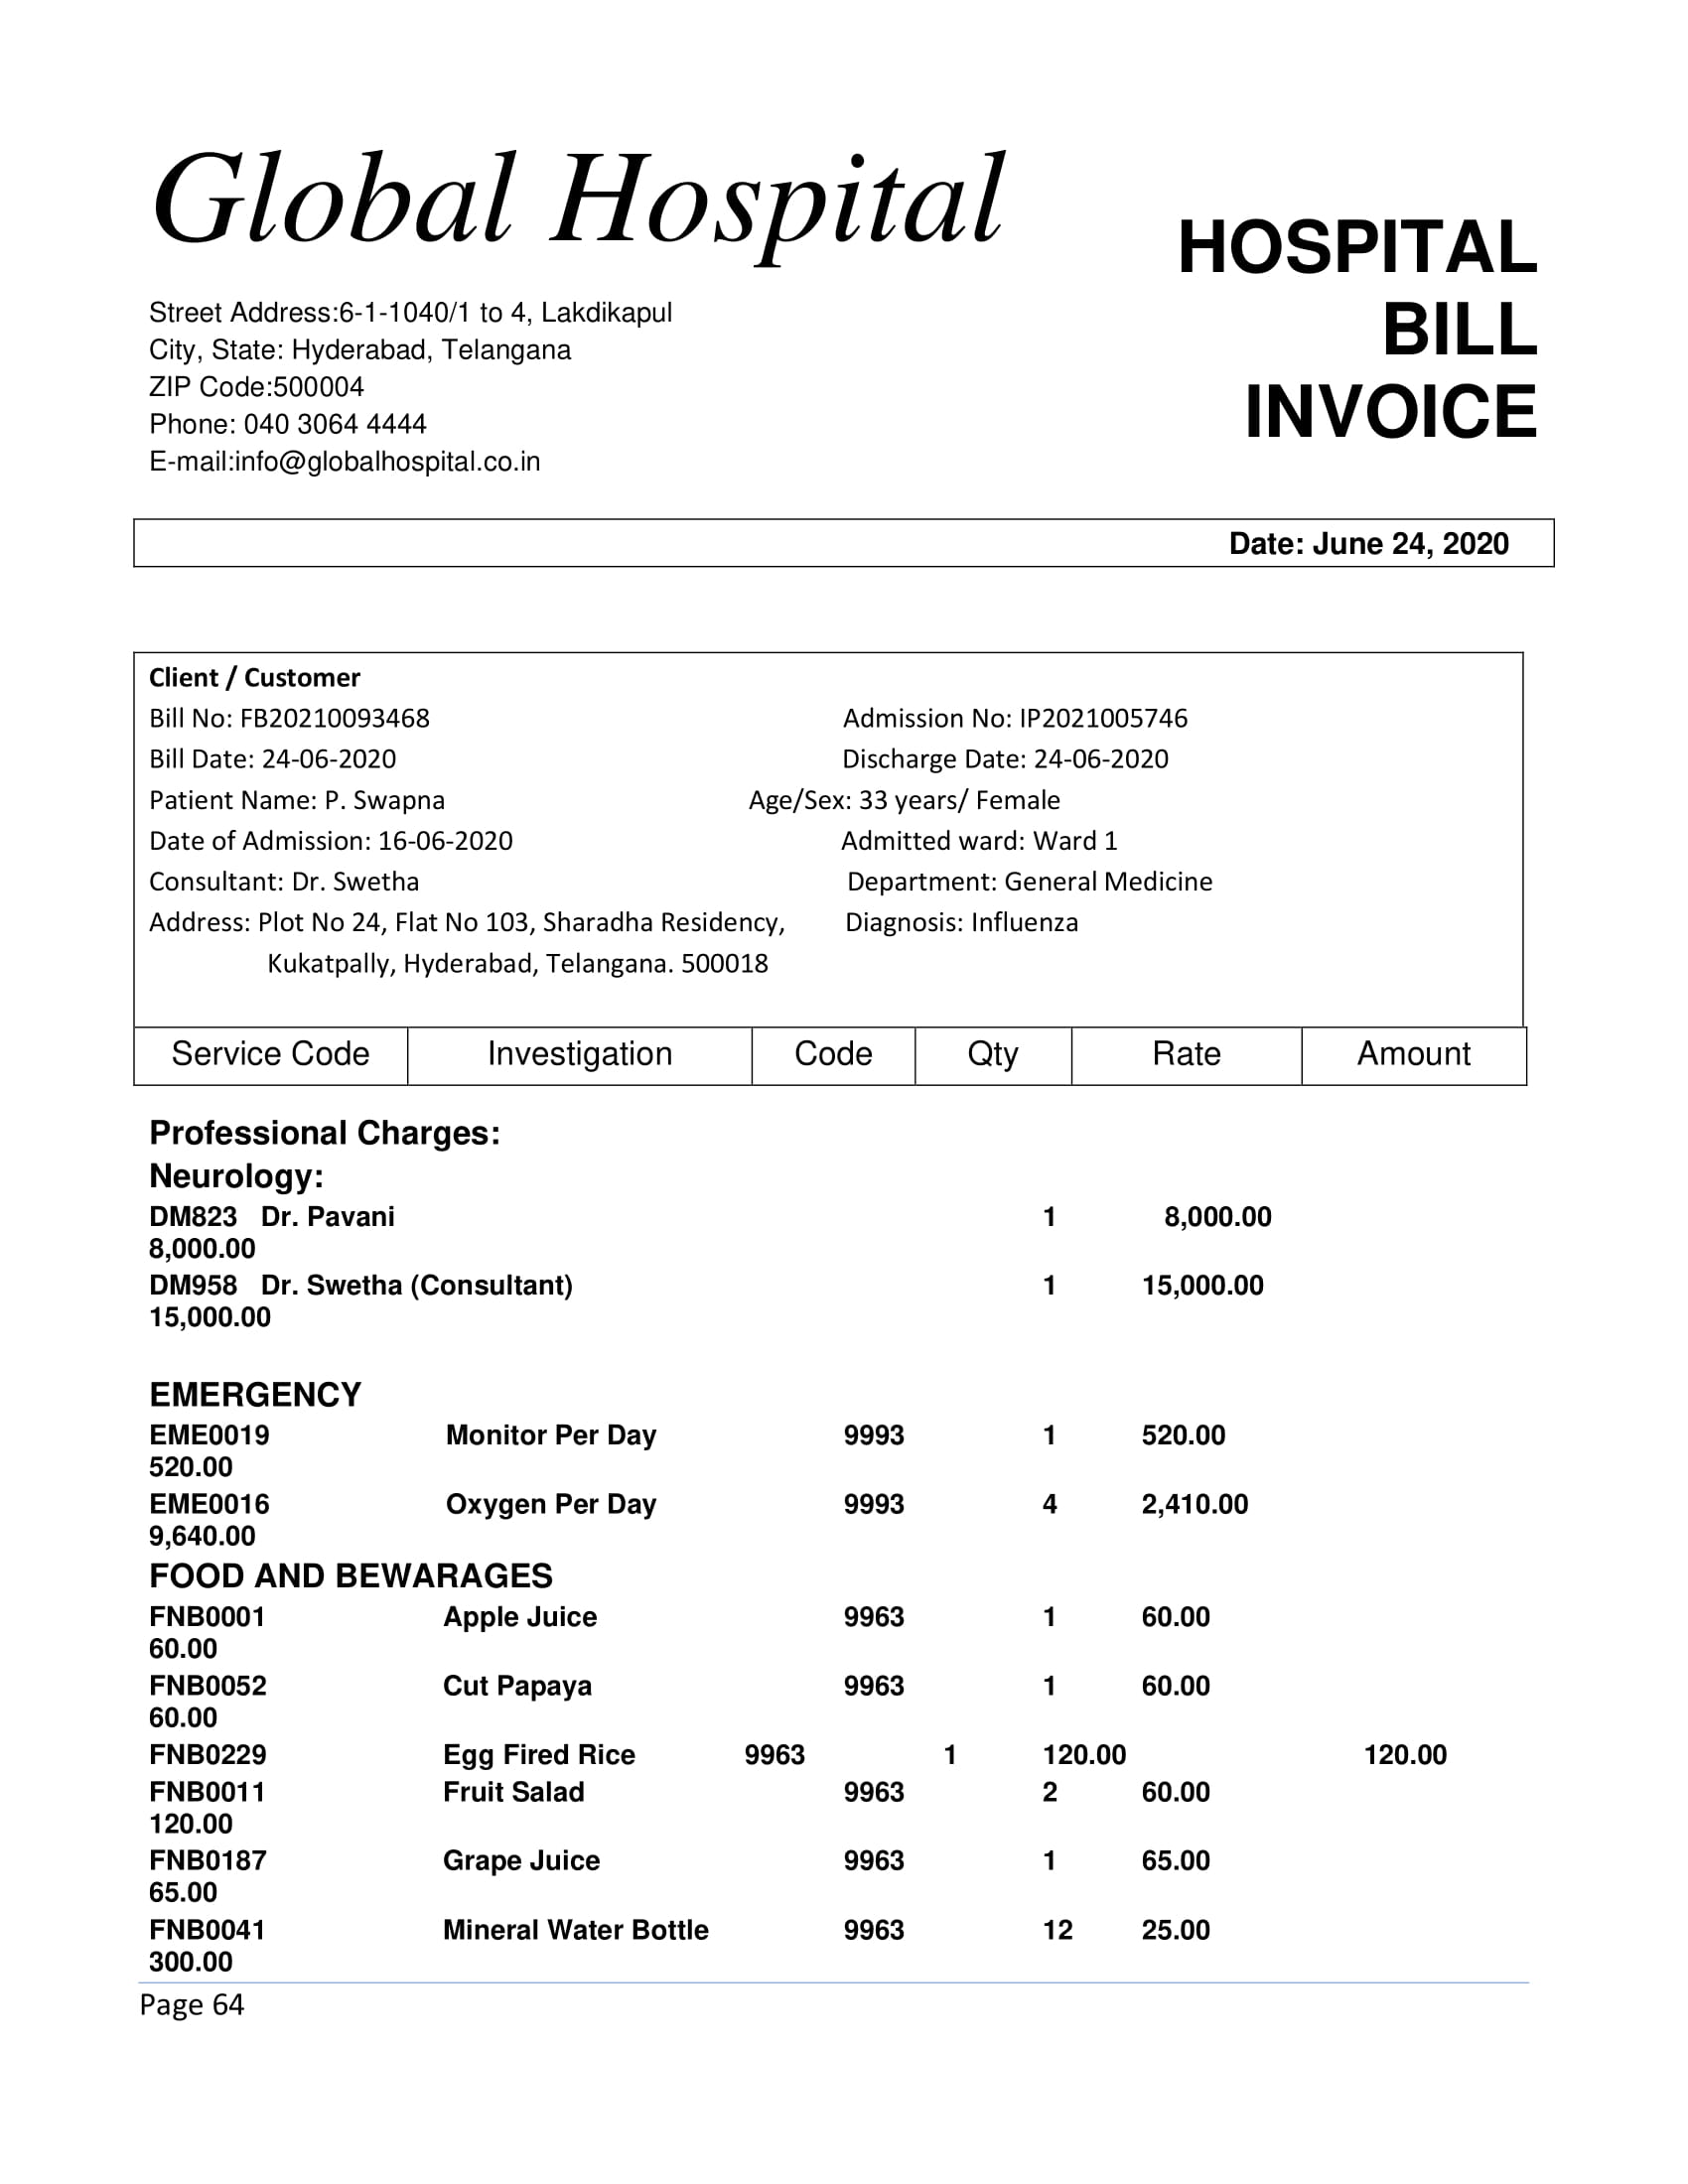 Global Hospital
HOSPITAL
BILL
INVOICE
Street Address:6-1-1040/1 to 4, Lakdikapul
City, State: Hyderabad, Telangana
ZIP Code:500004
Phone: 040 3064 4444
E-mail:info@globalhospital.co.in
Date: June 24, 2020
Client / Customer
Bill No: FB20210093468 Admission No: IP2021005746
Bill Date: 24-06-2020 Discharge Date: 24-06-2020
Patient Name: P. Swapna Age/Sex: 33 years/ Female
Date of Admission: 16-06-2020 Admitted ward: Ward 1
Consultant: Dr. Swetha Department: General Medicine
Address: Plot No 24, Flat No 103, Sharadha Residency, Diagnosis: Influenza
Kukatpally, Hyderabad, Telangana. 500018
Service Code Investigation Code Qty Rate Amount
Professional Charges:
Neurology:
DM823 Dr. Pavani 1 8,000.00
8,000.00
DM958 Dr. Swetha (Consultant) 1 15,000.00
15,000.00
EMERGENCY
EME0019 Monitor Per Day 9993 1 520.00
520.00
EME0016 Oxygen Per Day 9993 4 2,410.00
9,640.00
FOOD AND BEWARAGES
FNB0001 Apple Juice 9963 1 60.00
60.00
FNB0052 Cut Papaya 9963 1 60.00
60.00
FNB0229 Egg Fired Rice 9963 1 120.00 120.00
FNB0011 Fruit Salad 9963 2 60.00
120.00
FNB0187 Grape Juice 9963 1 65.00
65.00
FNB0041 Mineral Water Bottle 9963 12 25.00
300.00
Page 64